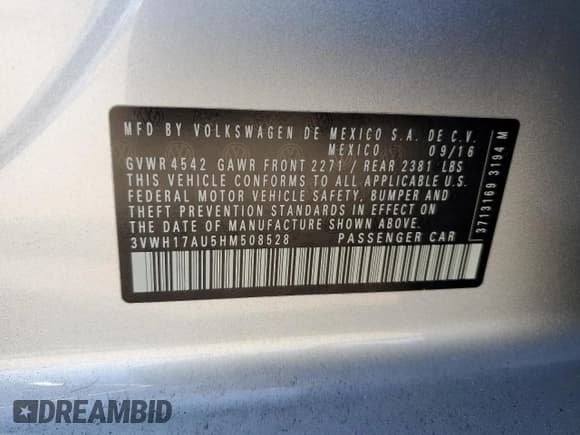 MFD BY VOLKSWAGEN DE MEXICO S.A. DE C.V.
MEXICO 09/16
GVWR 4542 GAWR FRONT 2271 / REAR 2381 LBS
THIS VEHICLE CONFORMS TO ALL APPLICABLE U.S.
FEDERAL MOTOR VEHICLE SAFETY, BUMPER AND
THEFT PREVENTION STANDARDS IN EFFECT ON
THE DATE OF MANUFACTURE SHOWN ABOVE.
3VWH17AU5HM508528 PASSENGER CAR
3713169 3194 M
DREAMBID